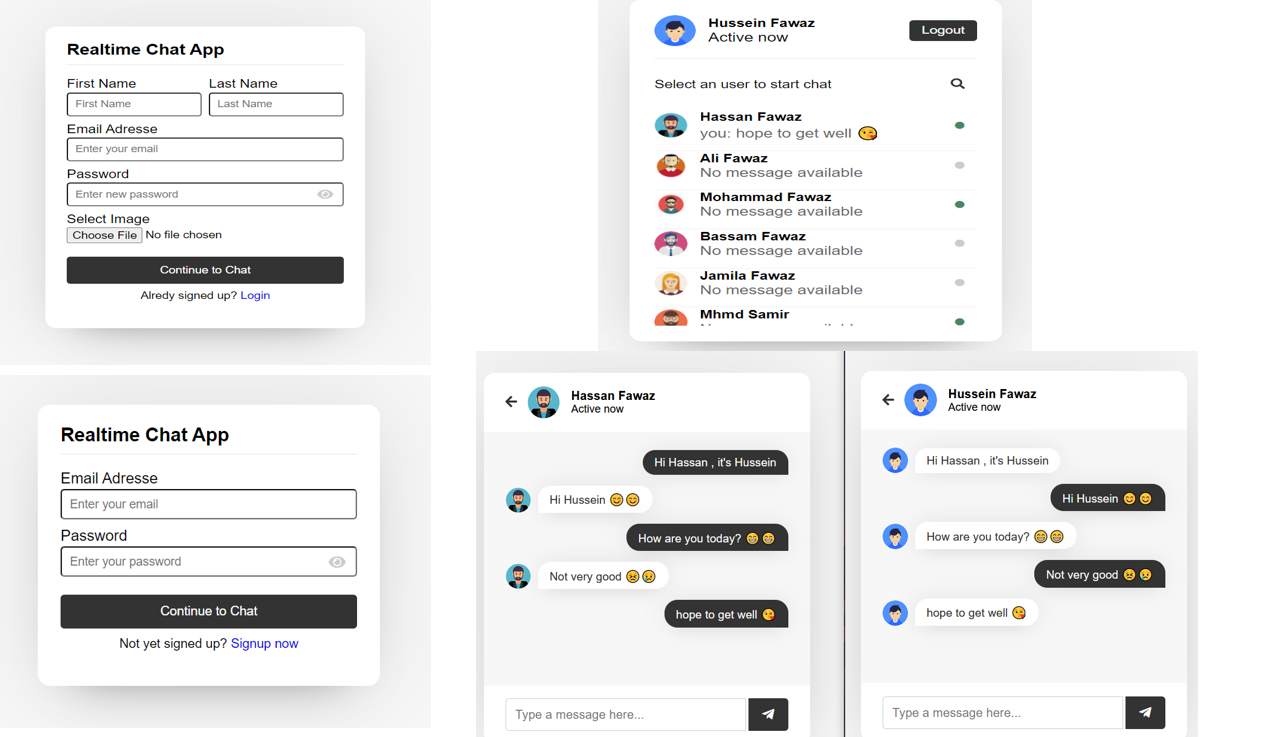 Realtime Chat App
First Name Last Name
First Name Last Name
Email Adresse
Enter your email
Password
Enter new password
Select Image
Choose File No file chosen
Continue to Chat
Alredy signed up? Login
Realtime Chat App
Email Adresse
Enter your email
Password
Enter your password
Continue to Chat
Not yet signed up? Signup now
Hussein Fawaz
Active now
Logout
Select an user to start chat
Hassan Fawaz
you: hope to get well 😘
Ali Fawaz
No message available
Mohammad Fawaz
No message available
Bassam Fawaz
No message available
Jamila Fawaz
No message available
Mhmd Samir
Hassan Fawaz
Active now
Hi Hassan , it's Hussein
Hi Hussein 😊😊
How are you today? 😁😁
Not very good 😣😢
hope to get well 😘
Type a message here...
Hussein Fawaz
Active now
Hi Hassan , it's Hussein
Hi Hussein 😊😊
How are you today? 😁😁
Not very good 😣😢
hope to get well 😘
Type a message here...